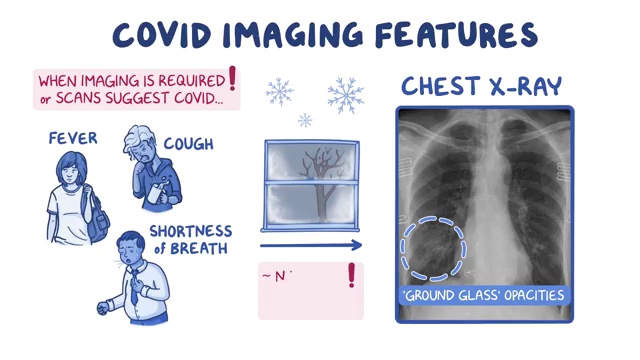 COVID IMAGING FEATURES
WHEN IMAGING IS REQUIRED!
or SCANS SUGGEST COVID...
FEVER
COUGH
SHORTNESS
of BREATH
~ N
!
CHEST X-RAY
'GROUND GLASS' OPACITIES